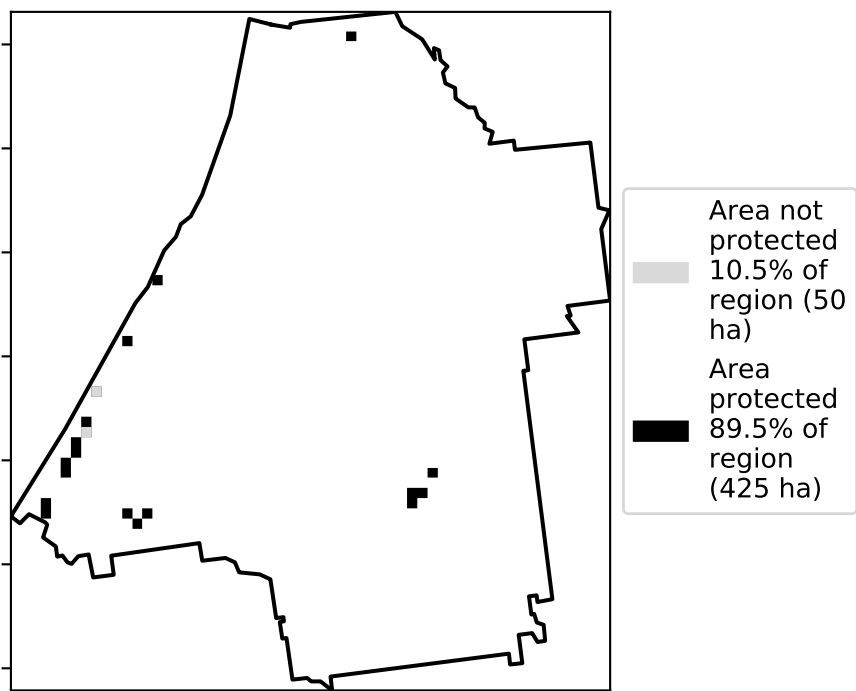 Area not
protected
10.5% of
region (50
ha)
Area
protected
89.5% of
region
(425 ha)